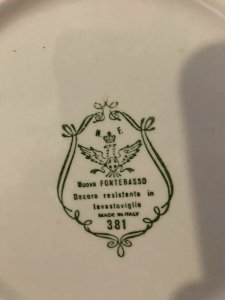 N. F.
Nuova FONTEBASSO
Decoro resistente in
lavastoviglie
MADE IN ITALY
381